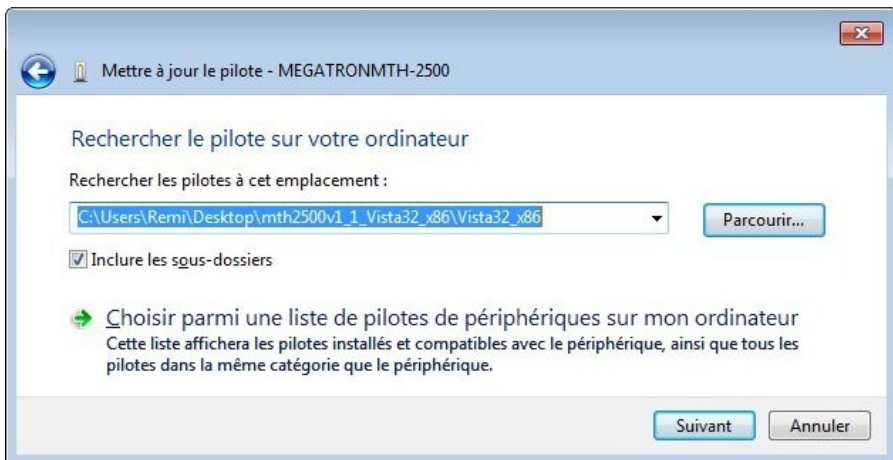 Mettre à jour le pilote - MEGATRONMTH-2500
Rechercher le pilote sur votre ordinateur
Rechercher les pilotes à cet emplacement :
C:\Users\Remi\Desktop\mth2500v1_1_Vista32_x86\Vista32_x86
Parcourir...
Inclure les sous-dossiers
Choisir parmi une liste de pilotes de périphériques sur mon ordinateur
Cette liste affichera les pilotes installés et compatibles avec le périphérique, ainsi que tous les
pilotes dans la même catégorie que le périphérique.
Suivant
Annuler